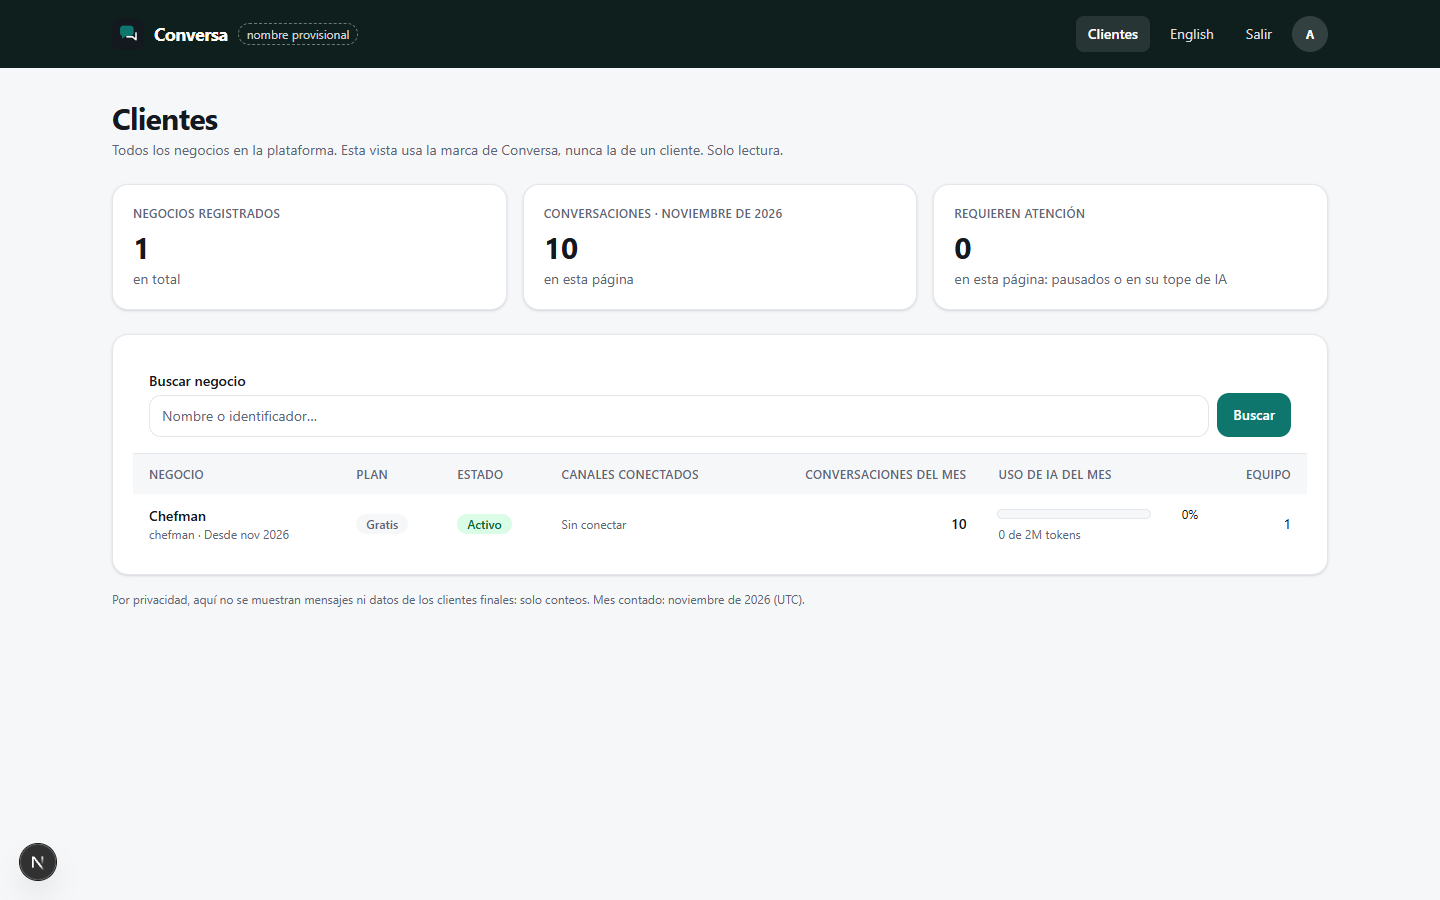 Conversa nombre provisional Clientes English Salir A
Clientes
Todos los negocios en la plataforma. Esta vista usa la marca de Conversa, nunca la de un cliente. Solo lectura.
NEGOCIOS REGISTRADOS
1
en total
CONVERSACIONES · NOVIEMBRE DE 2026
10
en esta página
REQUIEREN ATENCIÓN
0
en esta página: pausados o en su tope de IA
Buscar negocio
Nombre o identificador...
Buscar
NEGOCIO PLAN ESTADO CANALES CONECTADOS CONVERSACIONES DEL MES USO DE IA DEL MES EQUIPO
Chefman
chefman · Desde nov 2026
Gratis
Activo
Sin conectar
10
0%
0 de 2M tokens
1
Por privacidad, aquí no se muestran mensajes ni datos de los clientes finales: solo conteos. Mes contado: noviembre de 2026 (UTC).
N